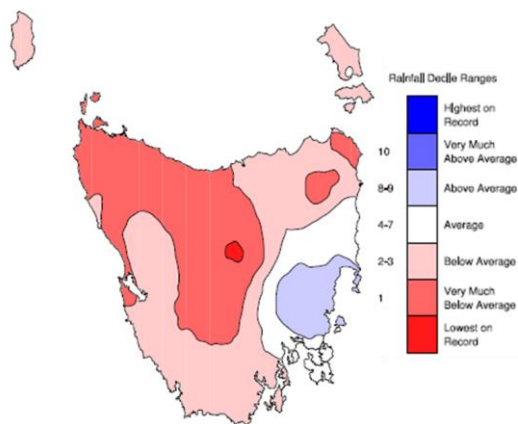 Rainfall Decile Ranges
Highest on
Record
10
Very Much
Above Average
8-9
Above Average
4-7
Average
2-3
Below Average
1
Very Much
Below Average
Lowest on
Record